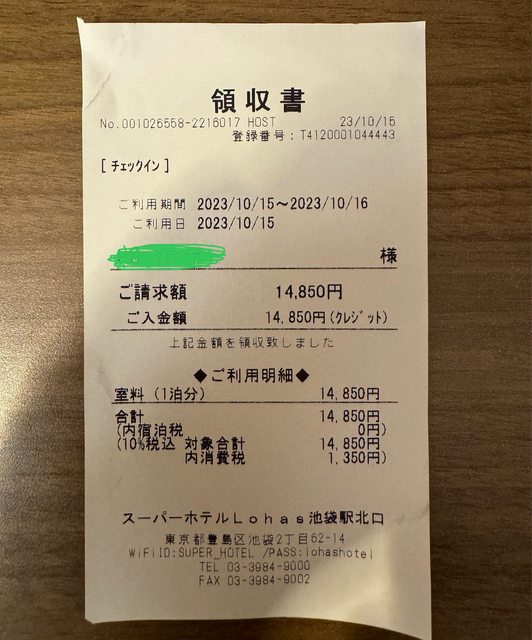 領収書
No.001026558-2216017 HOST 23/10/15
登録番号：T4120001044443
[ チェックイン ]
ご利用期間 2023/10/15～2023/10/16
ご利用日 2023/10/15
様
ご請求額 14,850円
ご入金額 14,850円(ｸﾚｼﾞｯﾄ)
上記金額を領収致しました
◆ご利用明細◆
室料 (1泊分) 14,850円
合計 14,850円
(内宿泊税 0円)
(10%税込 対象合計 14,850円
内消費税 1,350円)
スーパーホテルＬｏｈａｓ池袋駅北口
東京都豊島区池袋2丁目62-14
WiFiID:SUPER_HOTEL /PASS:lohashotel
TEL 03-3984-9000
FAX 03-3984-9002